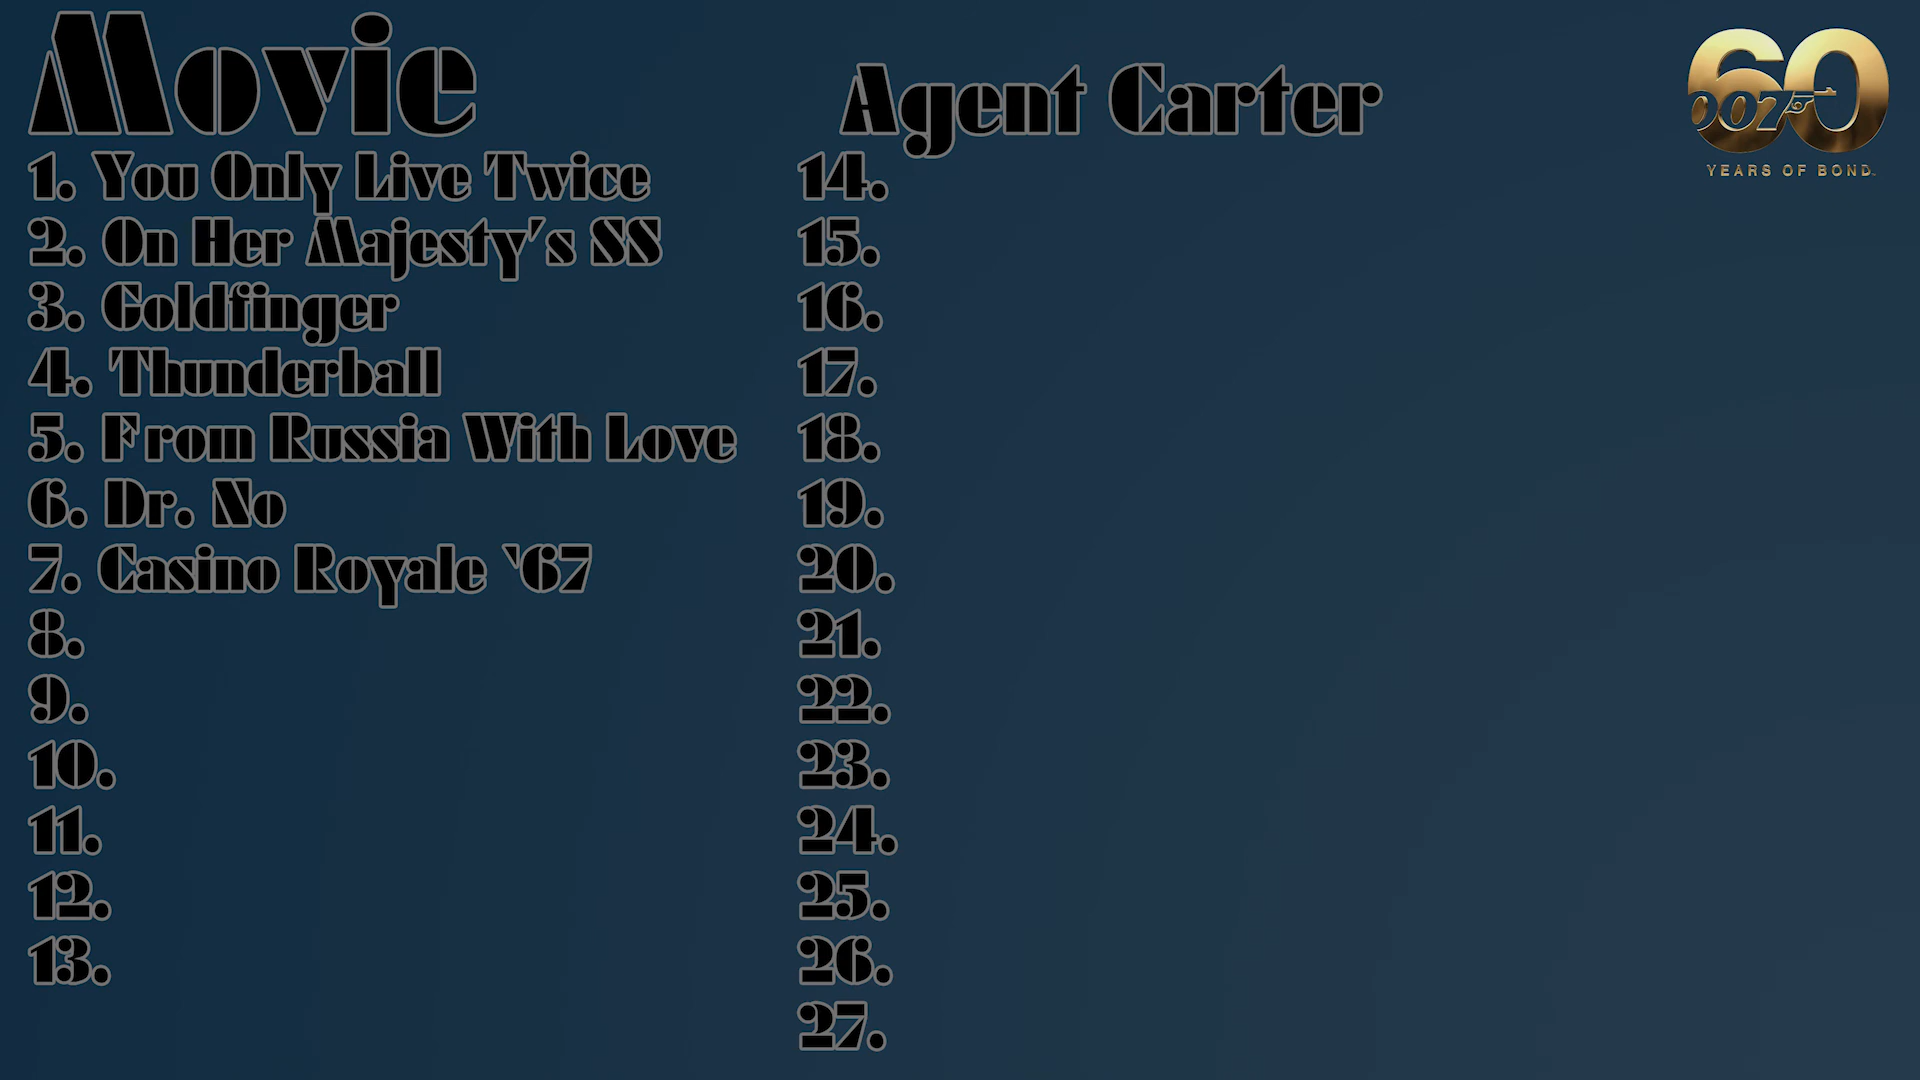 Movie
1. You Only Live Twice
2. On Her Majesty's SS
3. Goldfinger
4. Thunderball
5. From Russia With Love
6. Dr. No
7. Casino Royale '67
8.
9.
10.
11.
12.
13.
Agent Carter
14.
15.
16.
17.
18.
19.
20.
21.
22.
23.
24.
25.
26.
27.
60
007
YEARS OF BOND